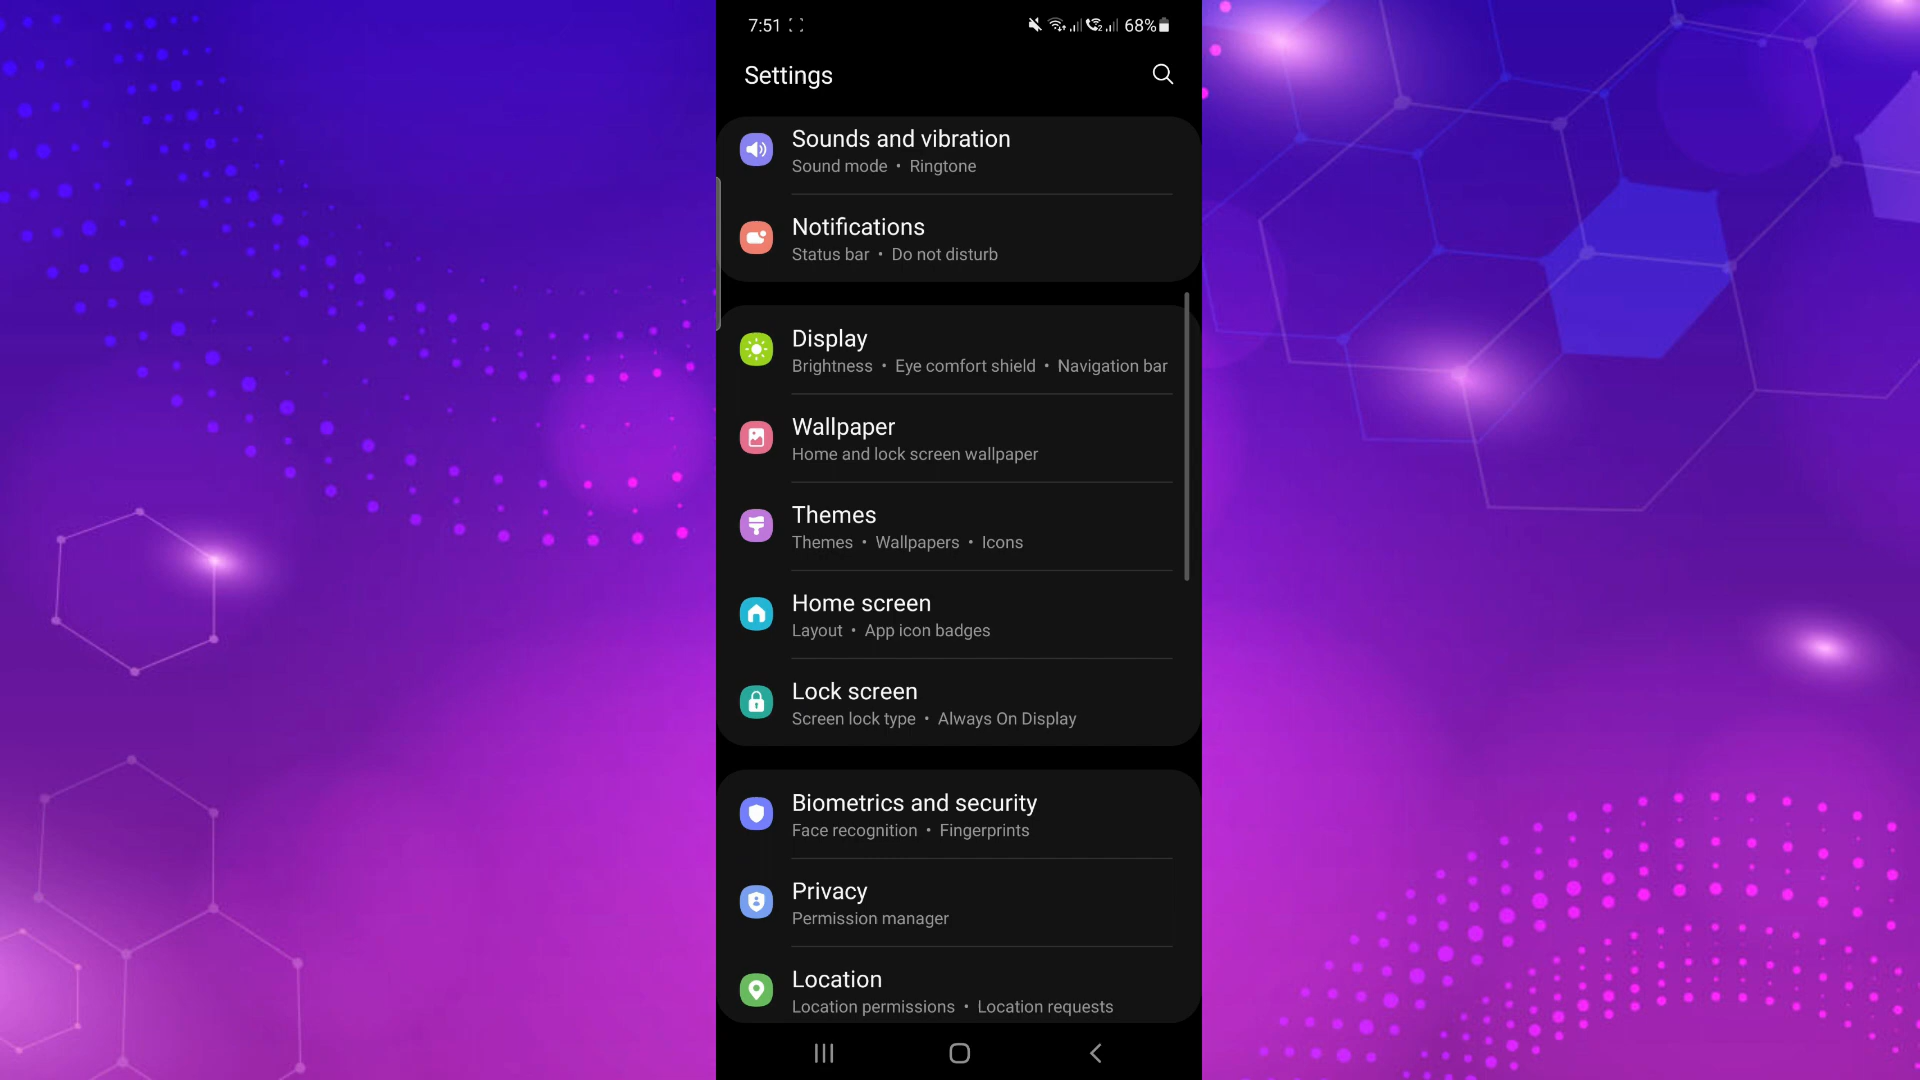 7:51 68%
Settings
Sounds and vibration
Sound mode • Ringtone
Notifications
Status bar • Do not disturb
Display
Brightness • Eye comfort shield • Navigation bar
Wallpaper
Home and lock screen wallpaper
Themes
Themes • Wallpapers • Icons
Home screen
Layout • App icon badges
Lock screen
Screen lock type • Always On Display
Biometrics and security
Face recognition • Fingerprints
Privacy
Permission manager
Location
Location permissions • Location requests